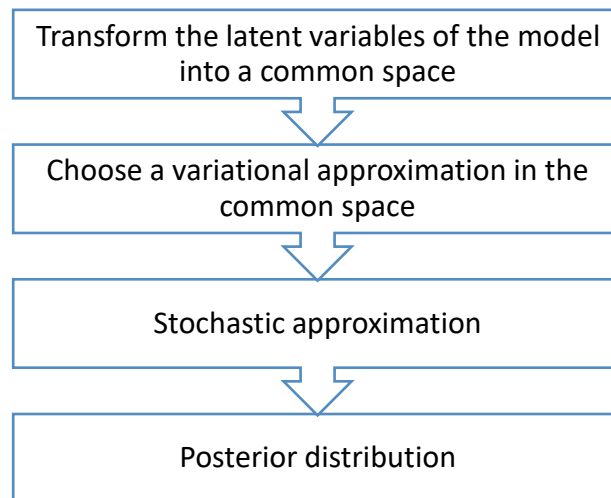 Transform the latent variables of the model
into a common space
Choose a variational approximation in the
common space
Stochastic approximation
Posterior distribution